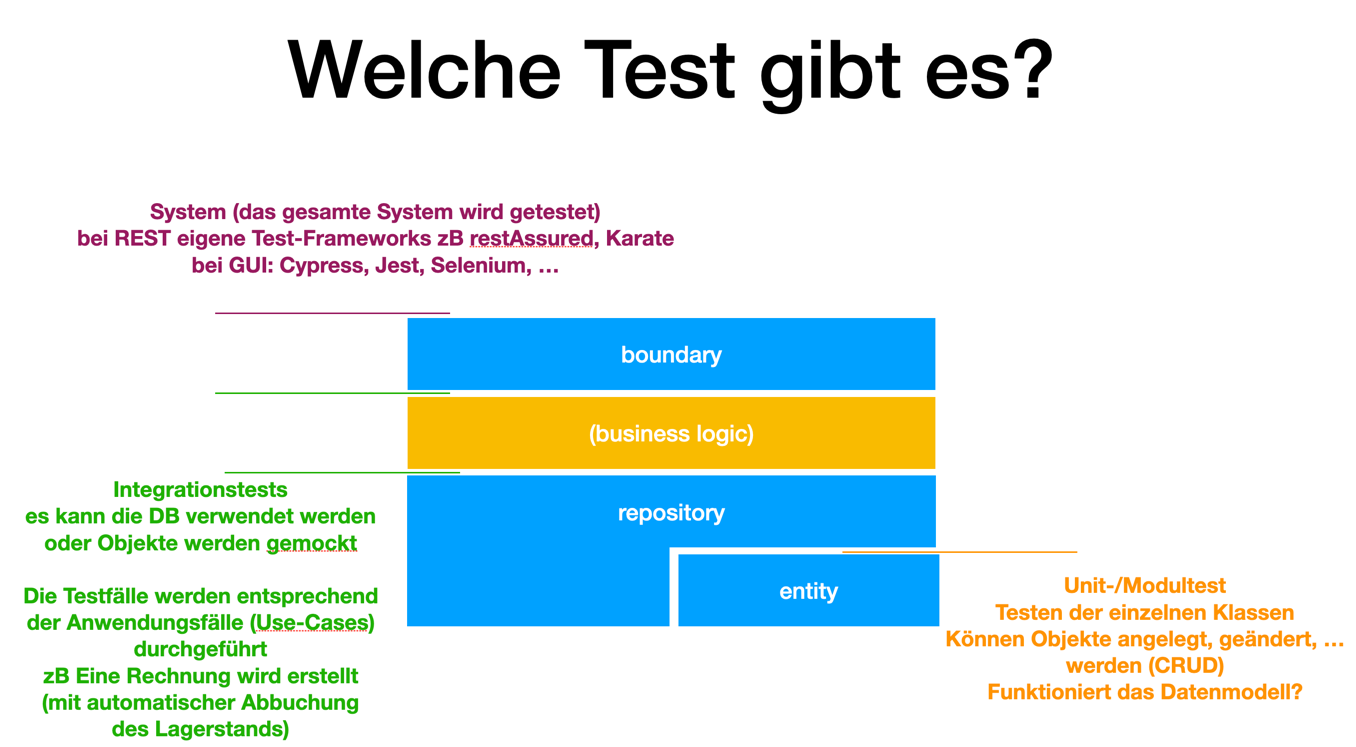 Welche Test gibt es?
System (das gesamte System wird getestet)
bei REST eigene Test-Frameworks zB restAssured, Karate
bei GUI: Cypress, Jest, Selenium, …
boundary
(business logic)
repository
entity
Integrationstests
es kann die DB verwendet werden
oder Objekte werden gemockt
Die Testfälle werden entsprechend
der Anwendungsfälle (Use-Cases)
durchgeführt
zB Eine Rechnung wird erstellt
(mit automatischer Abbuchung
des Lagerstands)
Unit-/Modultest
Testen der einzelnen Klassen
Können Objekte angelegt, geändert, …
werden (CRUD)
Funktioniert das Datenmodell?